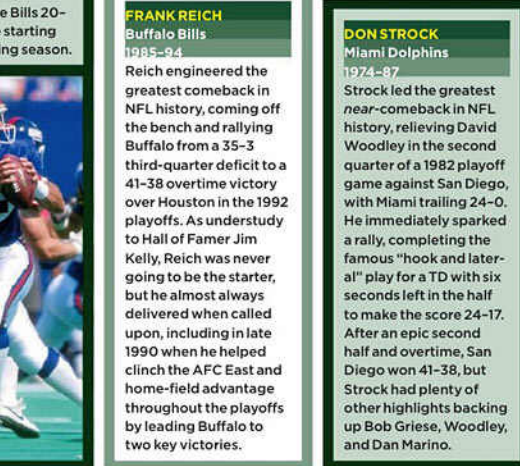 e Bills 20–
starting
ing season.
FRANK REICH
Buffalo Bills
1985–94
Reich engineered the
greatest comeback in
NFL history, coming off
the bench and rallying
Buffalo from a 35–3
third-quarter deficit to a
41–38 overtime victory
over Houston in the 1992
playoffs. As understudy
to Hall of Famer Jim
Kelly, Reich was never
going to be the starter,
but he almost always
delivered when called
upon, including in late
1990 when he helped
clinch the AFC East and
home-field advantage
throughout the playoffs
by leading Buffalo to
two key victories.
DON STROCK
Miami Dolphins
1974–87
Strock led the greatest
near-comeback in NFL
history, relieving David
Woodley in the second
quarter of a 1982 playoff
game against San Diego,
with Miami trailing 24–0.
He immediately sparked
a rally, completing the
famous “hook and later-
al” play for a TD with six
seconds left in the half
to make the score 24–17.
After an epic second
half and overtime, San
Diego won 41–38, but
Strock had plenty of
other highlights backing
up Bob Griese, Woodley,
and Dan Marino.